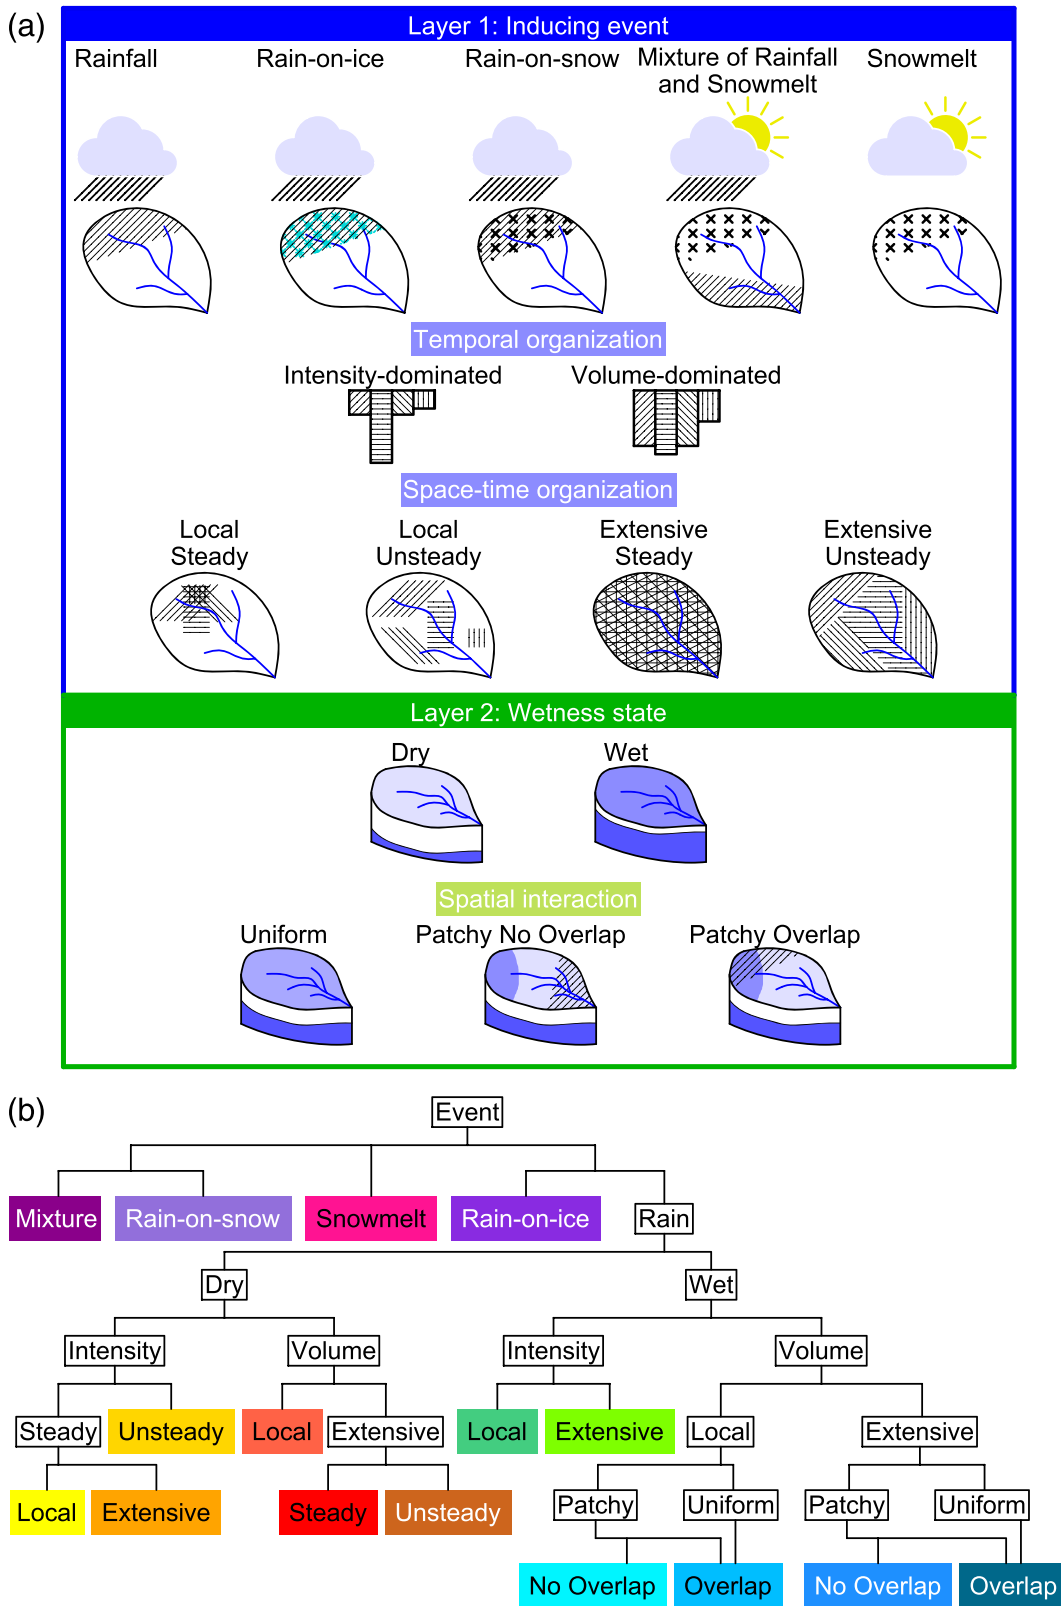 (a)
Layer 1: Inducing event
Rainfall
Rain-on-ice
Rain-on-snow
Mixture of Rainfall
and Snowmelt
Snowmelt
Temporal organization
Intensity-dominated
Volume-dominated
Space-time organization
Local
Steady
Local
Unsteady
Extensive
Steady
Extensive
Unsteady
Layer 2: Wetness state
Dry
Wet
Spatial interaction
Uniform
Patchy No Overlap
Patchy Overlap
(b)
Event
Mixture
Rain-on-snow
Snowmelt
Rain-on-ice
Rain
Dry
Wet
Intensity
Volume
Intensity
Volume
Steady
Unsteady
Local
Extensive
Local
Extensive
Local
Extensive
Local
Extensive
Steady
Unsteady
Patchy
Uniform
Patchy
Uniform
No Overlap
Overlap
No Overlap
Overlap